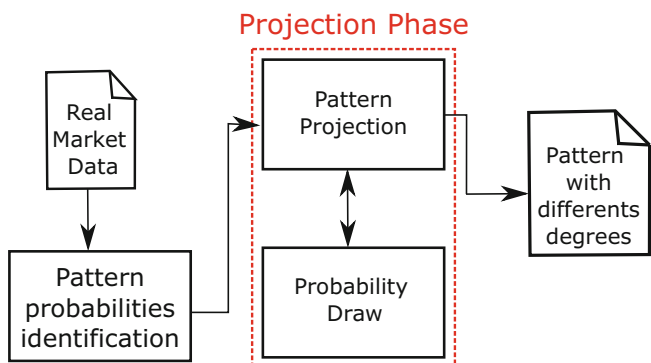 Projection Phase
Real
Market
Data
Pattern
probabilities
identification
Pattern
Projection
Probability
Draw
Pattern
with
differents
degrees